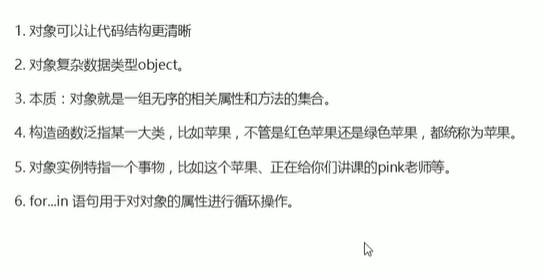 1. 对象可以让代码结构更清晰
2. 对象复杂数据类型object。
3. 本质：对象就是一组无序的相关属性和方法的集合。
4. 构造函数泛指某一大类，比如苹果，不管是红色苹果还是绿色苹果，都统称为苹果。
5. 对象实例特指一个事物，比如这个苹果、正在给你们讲课的pink老师等。
6. for...in 语句用于对对象的属性进行循环操作。